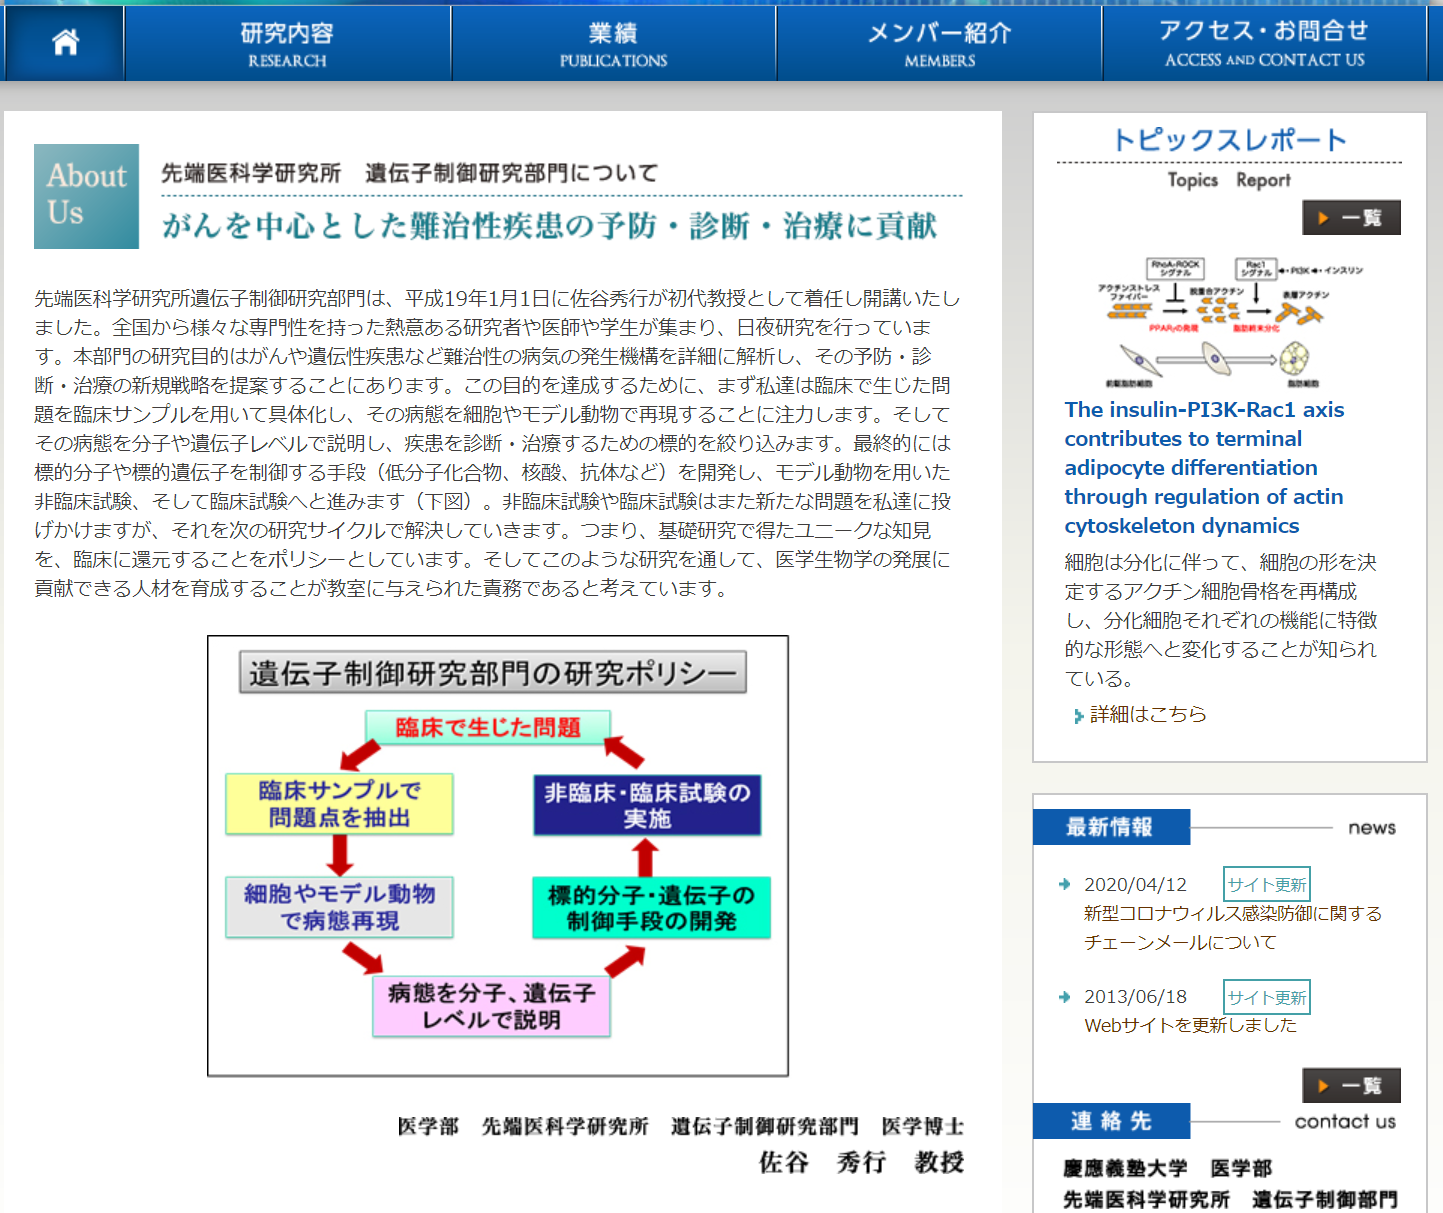 研究内容
RESEARCH
業績
PUBLICATIONS
メンバー紹介
MEMBERS
アクセス・お問合せ
ACCESS AND CONTACT US
About
Us
先端医科学研究所　遺伝子制御研究部門について
がんを中心とした難治性疾患の予防・診断・治療に貢献
先端医科学研究所遺伝子制御研究部門は、平成19年1月1日に佐谷秀行が初代教授として着任し開講いたし
ました。全国から様々な専門性を持った熱意ある研究者や医師や学生が集まり、日夜研究を行っていま
す。本部門の研究目的はがんや遺伝性疾患など難治性の病気の発生機構を詳細に解析し、その予防・診
断・治療の新規戦略を提案することにあります。この目的を達成するために、まず私達は臨床で生じた問
題を臨床サンプルを用いて具体化し、その病態を細胞やモデル動物で再現することに注力します。そして
その病態を分子や遺伝子レベルで説明し、疾患を診断・治療するための標的を絞り込みます。最終的には
標的分子や標的遺伝子を制御する手段（低分子化合物、核酸、抗体など）を開発し、モデル動物を用いた
非臨床試験、そして臨床試験へと進みます（下図）。非臨床試験や臨床試験はまた新たな問題を私達に投
げかけますが、それを次の研究サイクルで解決していきます。つまり、基礎研究で得たユニークな知見
を、臨床に還元することをポリシーとしています。そしてこのような研究を通して、医学生物学の発展に
貢献できる人材を育成することが教室に与えられた責務であると考えています。
遺伝子制御研究部門の研究ポリシー
臨床で生じた問題
臨床サンプルで
問題点を抽出
非臨床・臨床試験の
実施
細胞やモデル動物
で病態再現
標的分子・遺伝子の
制御手段の開発
病態を分子、遺伝子
レベルで説明
医学部　先端医科学研究所　遺伝子制御研究部門　医学博士
佐谷　秀行　教授
トピックスレポート
Topics Report
一覧
RhoA-ROCK
シグナル
Rac1
シグナル
PI3K
インスリン
アクチンストレス
ファイバー
脱重合アクチン
表層アクチン
PPARγの発現
脂肪終末分化
前駆脂肪細胞
脂肪細胞
The insulin-PI3K-Rac1 axis
contributes to terminal
adipocyte differentiation
through regulation of actin
cytoskeleton dynamics
細胞は分化に伴って、細胞の形を決
定するアクチン細胞骨格を再構成
し、分化細胞それぞれの機能に特徴
的な形態へと変化することが知られ
ている。
詳細はこちら
最新情報
news
2020/04/12 サイト更新
新型コロナウィルス感染防御に関する
チェーンメールについて
2013/06/18 サイト更新
Webサイトを更新しました
一覧
連絡先
contact us
慶應義塾大学　医学部
先端医科学研究所　遺伝子制御部門